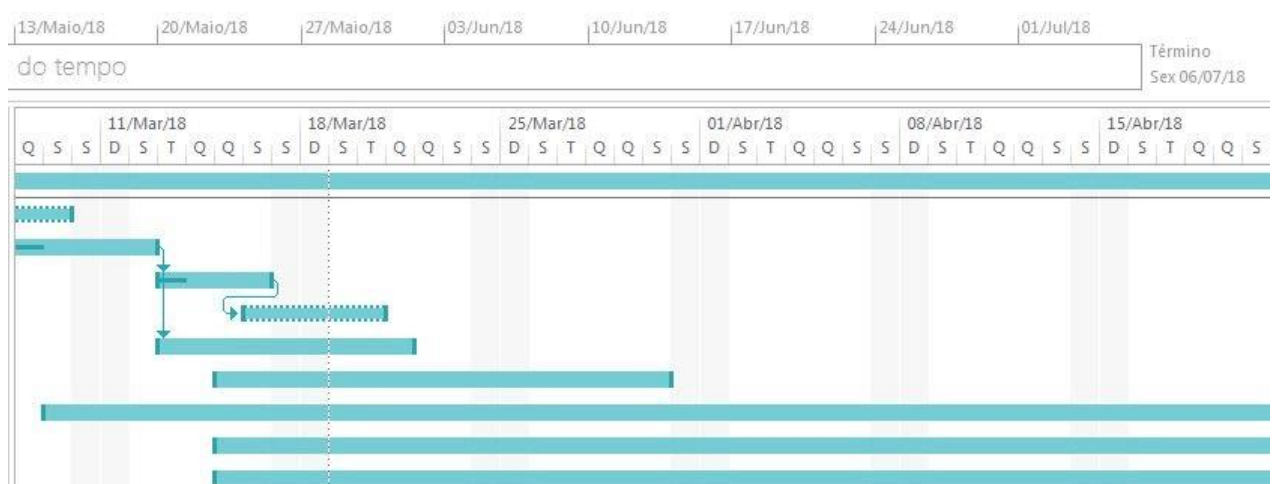 13/Maio/18 20/Maio/18 27/Maio/18 03/Jun/18 10/Jun/18 17/Jun/18 24/Jun/18 01/Jul/18
Término
do tempo
Sex 06/07/18
11/Mar/18 18/Mar/18 25/Mar/18 01/Abr/18 08/Abr/18 15/Abr/18
Q S S D S T Q Q S S D S T Q Q S S D S T Q Q S S D S T Q Q S S D S T Q Q S S D S T Q Q S